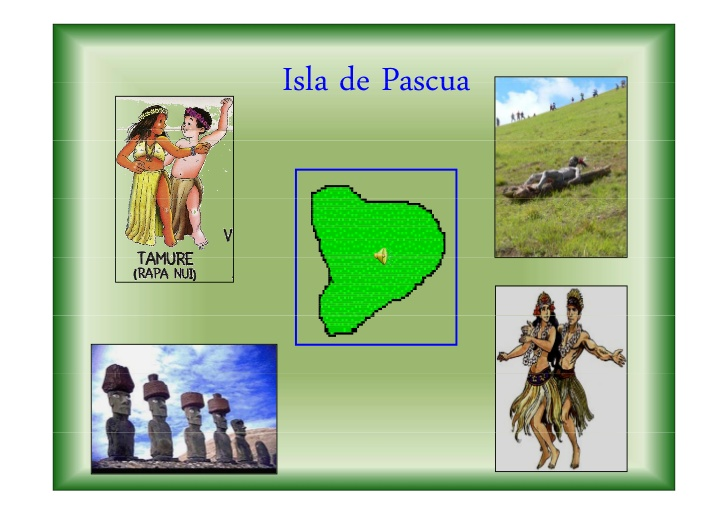 Isla de Pascua
V
TAMURE
(RAPA NUI)